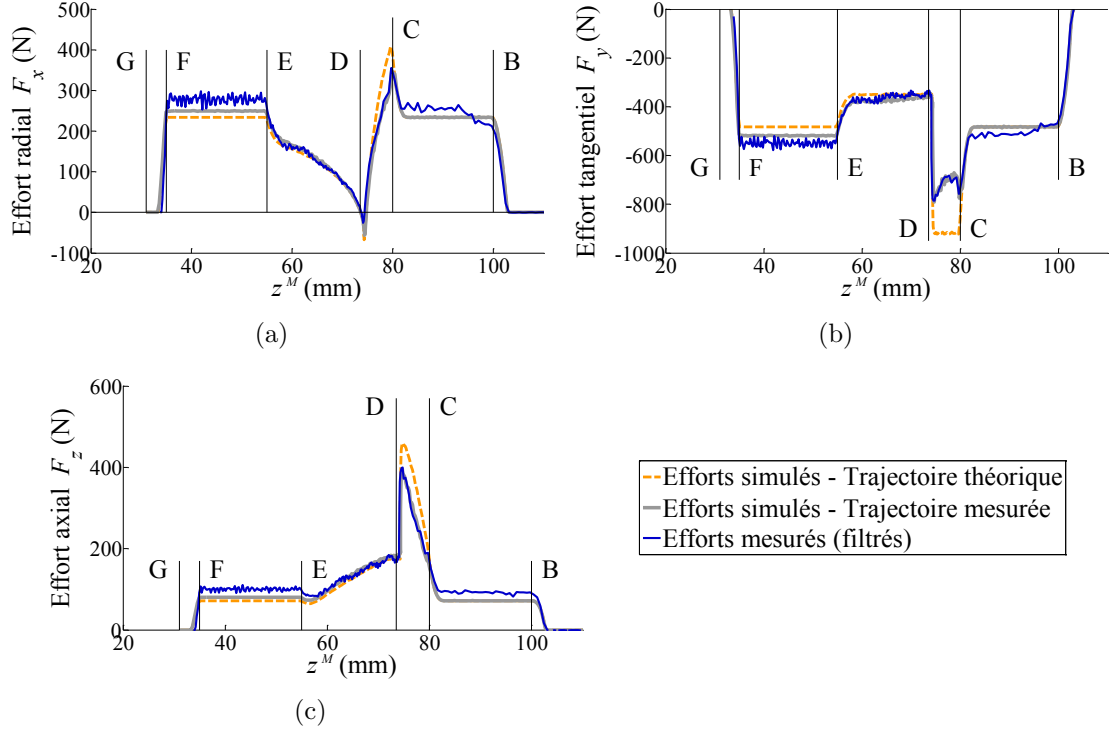 500
400
300
200
100
0
-100
20
40
60
80
100
Effort radial F_x (N)
z^M (mm)
G
F
E
D
C
B
(a)
0
-200
-400
-600
-800
-1000
20
40
60
80
100
Effort tangentiel F_y (N)
z^M (mm)
G
F
E
D
C
B
(b)
600
400
200
0
20
40
60
80
100
Effort axial F_z (N)
z^M (mm)
G
F
E
D
C
B
(c)
Efforts simulés - Trajectoire théorique
Efforts simulés - Trajectoire mesurée
Efforts mesurés (filtrés)